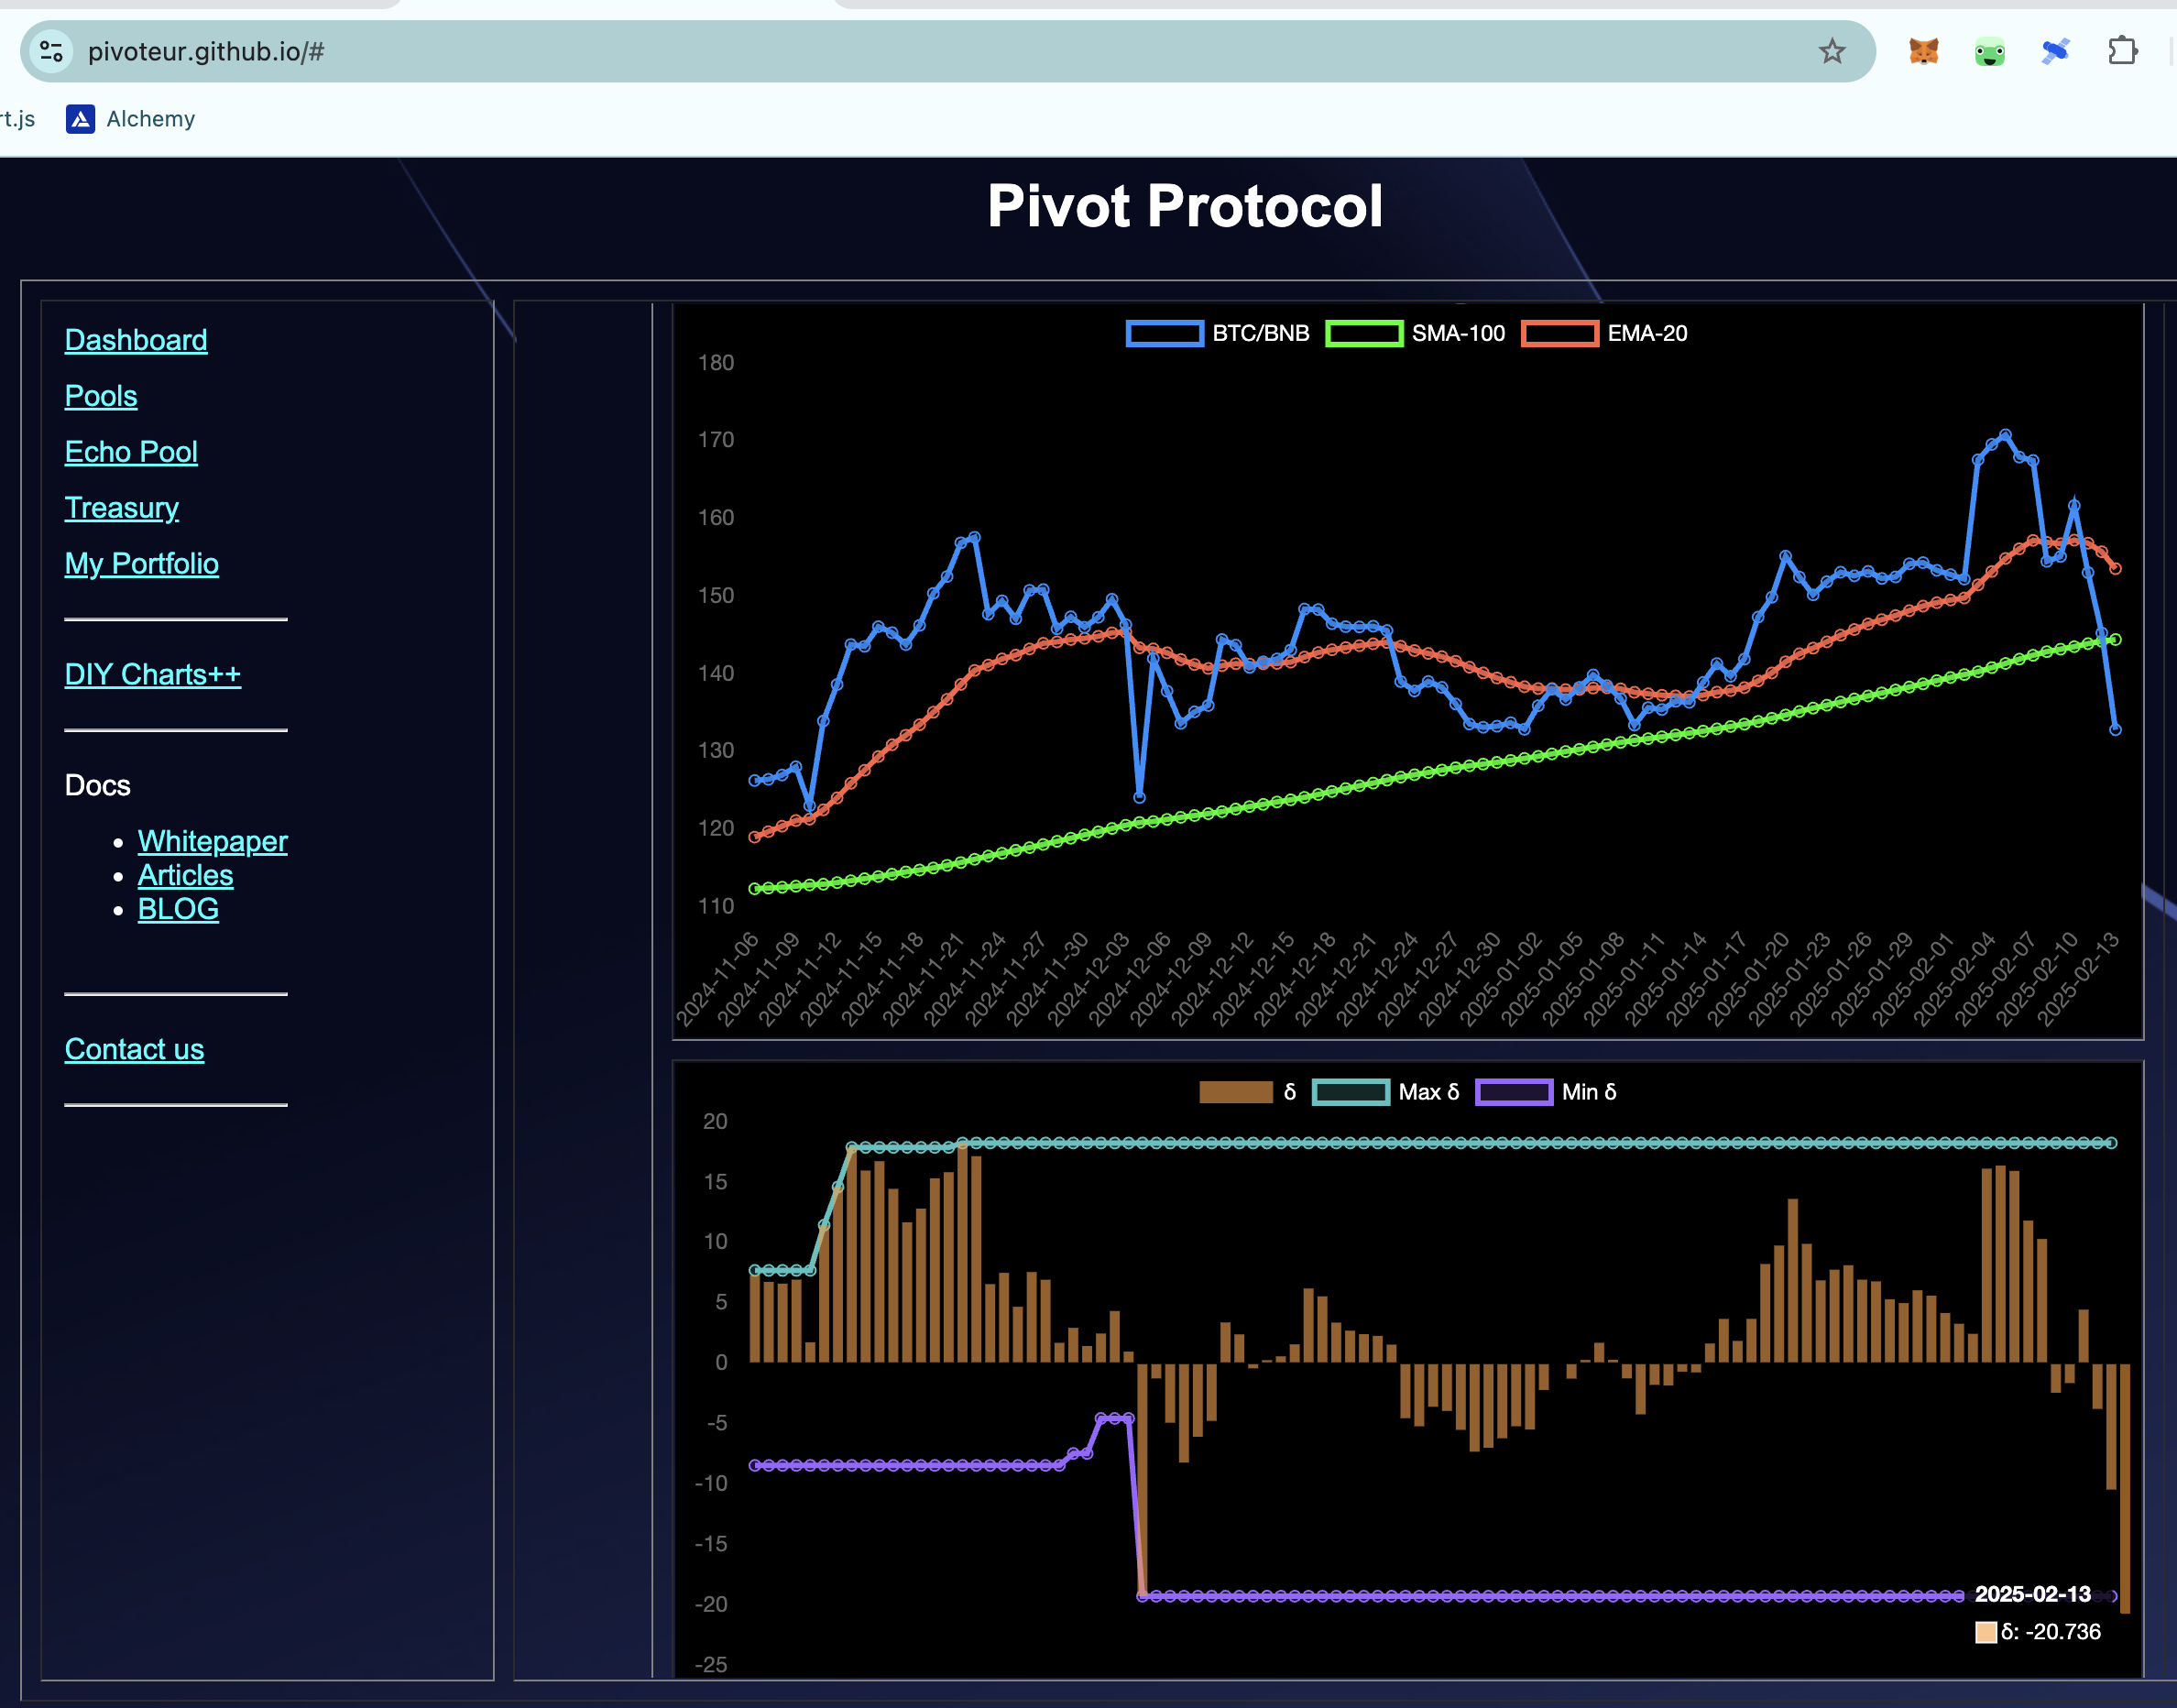 pivoteur.github.io/#
rt.js
Alchemy
Pivot Protocol
Dashboard
Pools
Echo Pool
Treasury
My Portfolio
DIY Charts++
Docs
Whitepaper
Articles
BLOG
Contact us
BTC/BNB SMA-100 EMA-20
180
170
160
150
140
130
120
110
2024-11-06
2024-11-09
2024-11-12
2024-11-15
2024-11-18
2024-11-21
2024-11-24
2024-11-27
2024-11-30
2024-12-03
2024-12-06
2024-12-09
2024-12-12
2024-12-15
2024-12-18
2024-12-21
2024-12-24
2024-12-27
2024-12-30
2025-01-02
2025-01-05
2025-01-08
2025-01-11
2025-01-14
2025-01-17
2025-01-20
2025-01-23
2025-01-26
2025-01-29
2025-02-01
2025-02-04
2025-02-07
2025-02-10
2025-02-13
δ Max δ Min δ
20
15
10
5
0
-5
-10
-15
-20
-25
2025-02-13
δ: -20.736